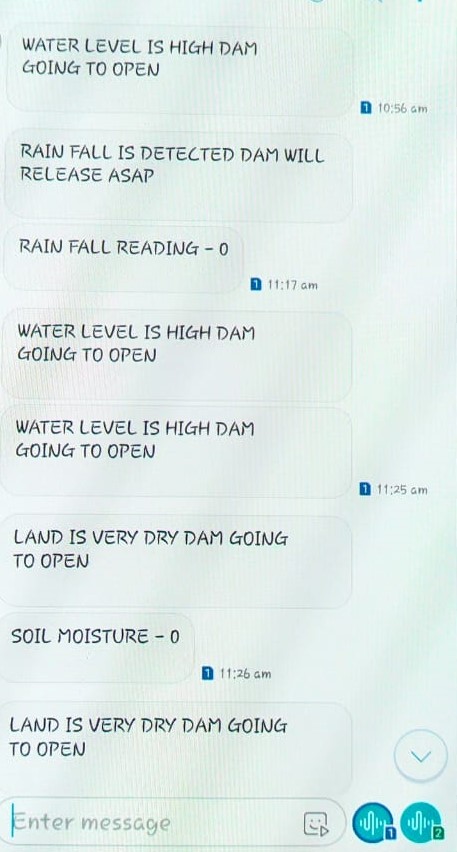 WATER LEVEL IS HIGH DAM
GOING TO OPEN
1 10:56 am
RAIN FALL IS DETECTED DAM WILL
RELEASE ASAP
RAIN FALL READING - 0
1 11:17 am
WATER LEVEL IS HIGH DAM
GOING TO OPEN
WATER LEVEL IS HIGH DAM
GOING TO OPEN
1 11:25 am
LAND IS VERY DRY DAM GOING
TO OPEN
SOIL MOISTURE - 0
1 11:26 am
LAND IS VERY DRY DAM GOING
TO OPEN
Enter message
1
2